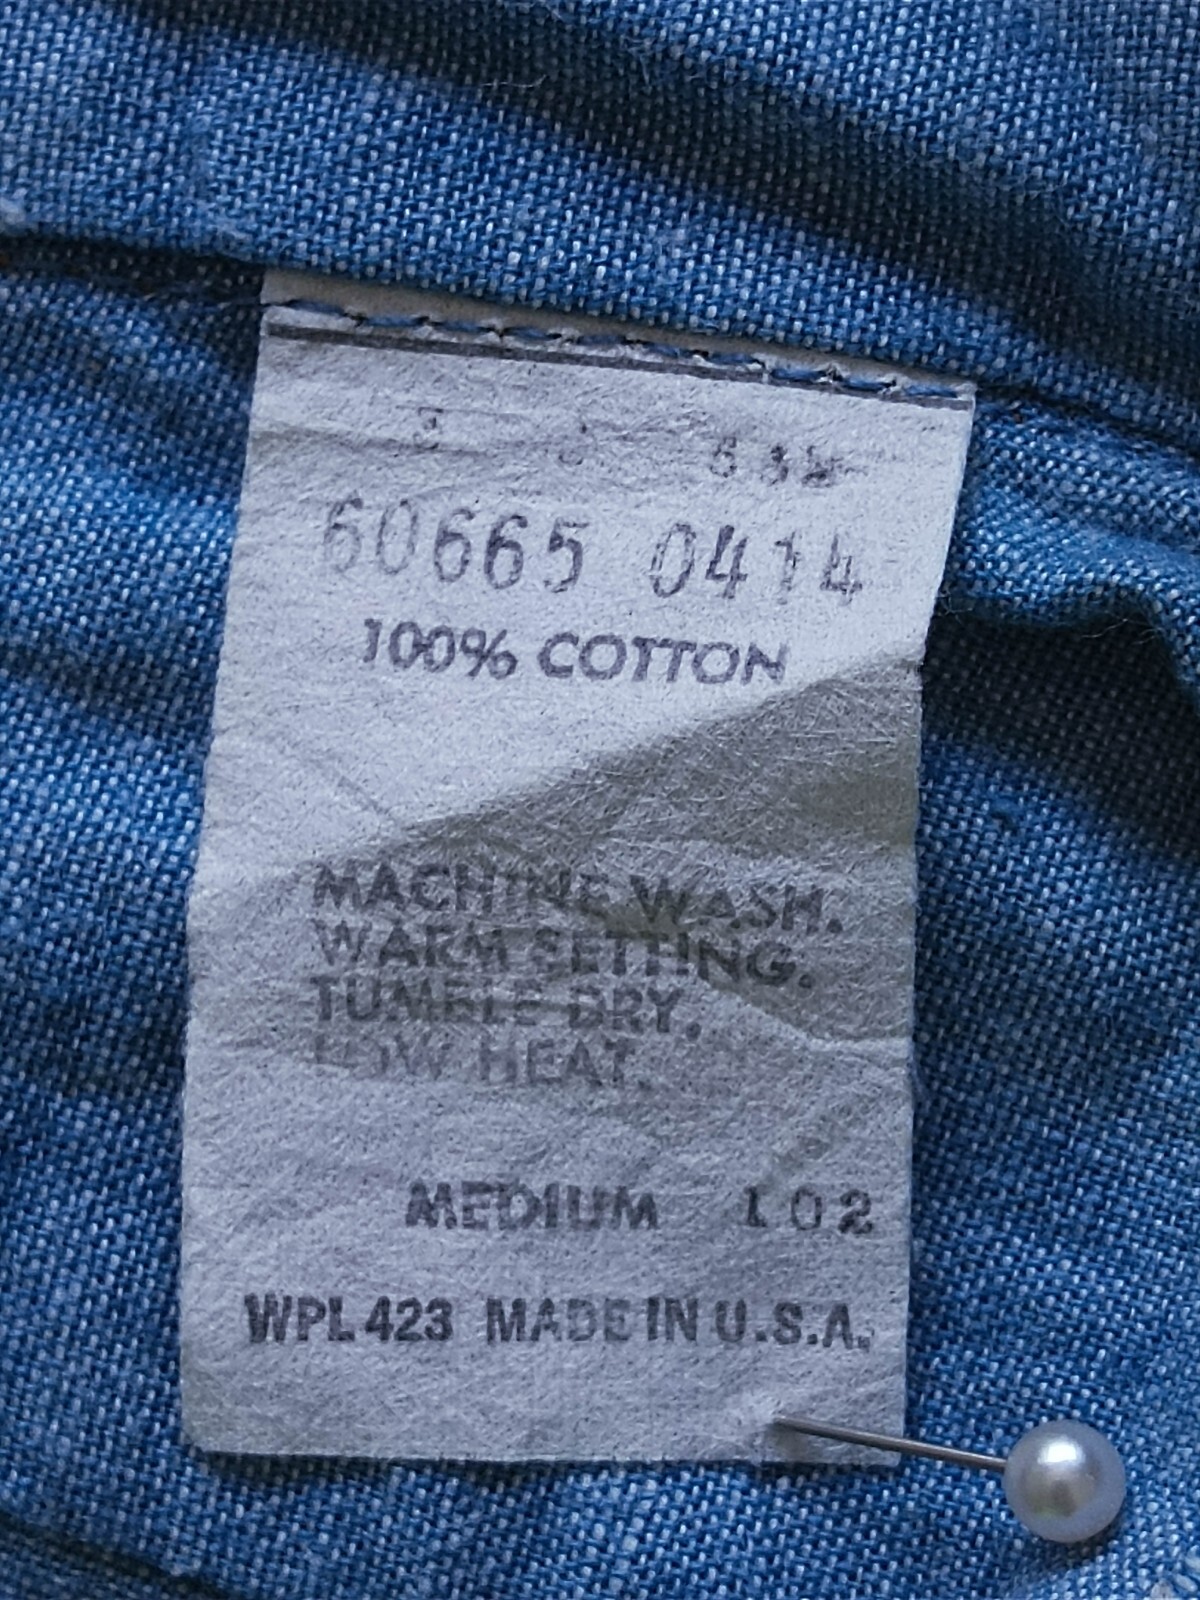 60665 0414
100% COTTON
MACHINE WASH.
WARM SETTING.
TUMBLE DRY,
LOW HEAT.
MEDIUM 102
WPL 423 MADE IN U.S.A.